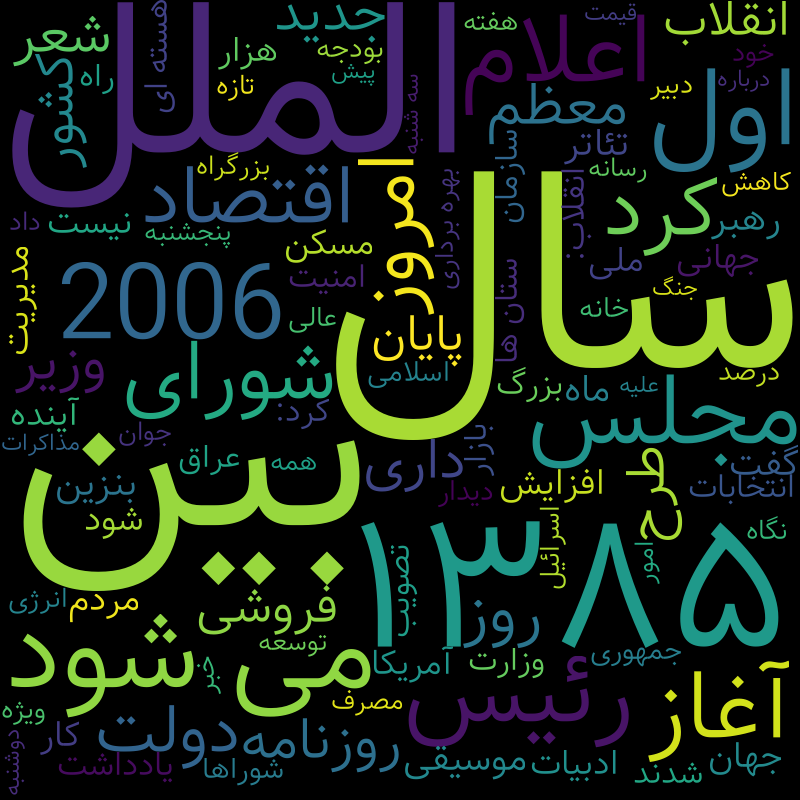 انقلاب
قیمت
هفته
جدید
شعر
هسته ای
الملل
اعلام
خود
درباره
بودجه
هزار
تازه
پیش
راه
کشور
سه شنبه
معظم
دبیر
اول
تئاتر
سازمان
رسانه
انقلاب:
کاهش
بزرگراه
اقتصاد
امروز
بهره برداری
کرد
رهبر
سال
داد
نیست
پنجشنبه
مسکن
امنیت
ملی
جهانی
جنگ
خانه
مدیریت
2006
عالی
پایان
ستان ها
وزیر
شورای
اسلامی
بزرگ
ماه
علیه
درصد
آینده
کرد:
مجلس
مذاکرات
جوان
بین
عراق
همه
داری
بازار
گفت
طرح
بنزین
دیدار
افزایش
انتخابات
شود
۱۳۸۵
اسرائیل
نگاه
تصویب
امور
انرژی
مردم
فروشی
روز
توسعه
می شود
خبر
آمریکا
وزارت
جمهوری
ویژه
مصرف
رئیس
آغاز
دولت
روزنامه
کار
دوشنبه
یادداشت
شوراها
موسیقی
ادبیات
شدند
جهان